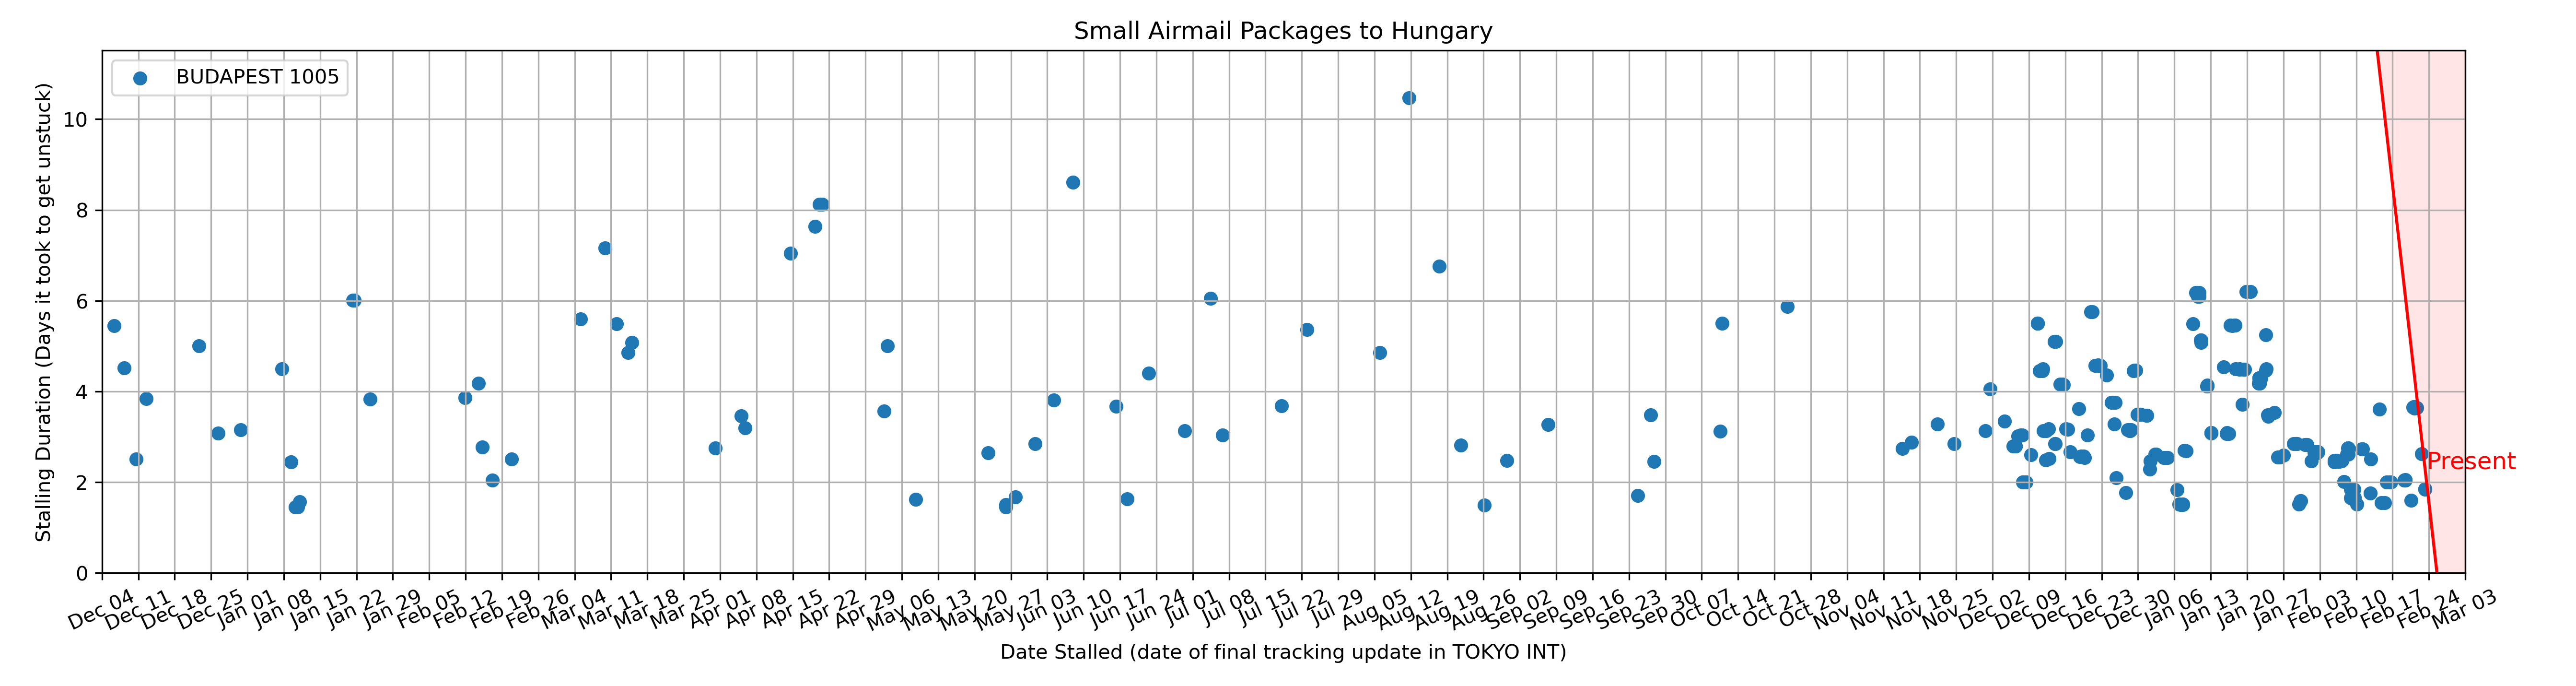 Small Airmail Packages to Hungary
BUDAPEST 1005
Stalling Duration (Days it took to get unstuck)
10
8
6
4
2
0
Present
Dec 04 Dec 11 Dec 18 Dec 25 Jan 01 Jan 08 Jan 15 Jan 22 Jan 29 Feb 05 Feb 12 Feb 19 Feb 26 Mar 04 Mar 11 Mar 18 Mar 25 Apr 01 Apr 08 Apr 15 Apr 22 Apr 29 May 06 May 13 May 20 May 27 Jun 03 Jun 10 Jun 17 Jun 24 Jul 01 Jul 08 Jul 15 Jul 22 Jul 29 Aug 05 Aug 12 Aug 19 Aug 26 Sep 02 Sep 09 Sep 16 Sep 23 Sep 30 Oct 07 Oct 14 Oct 21 Oct 28 Nov 04 Nov 11 Nov 18 Nov 25 Dec 02 Dec 09 Dec 16 Dec 23 Dec 30 Jan 06 Jan 13 Jan 20 Jan 27 Feb 03 Feb 10 Feb 17 Feb 24 Mar 03
Date Stalled (date of final tracking update in TOKYO INT)